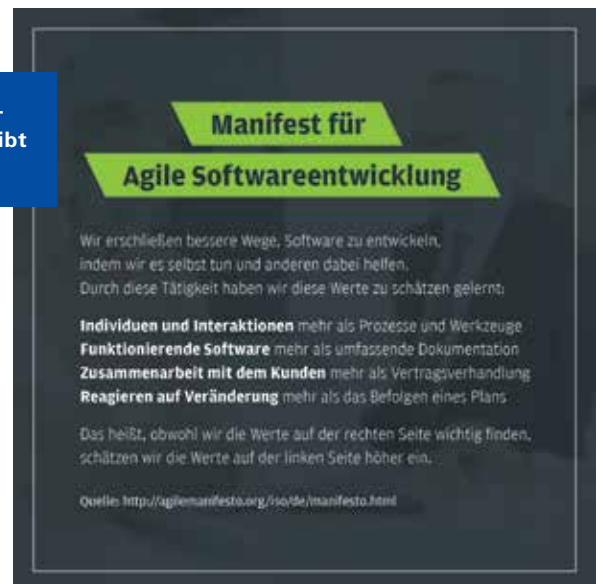 ibt
Manifest für
Agile Softwareentwicklung
Wir erschließen bessere Wege, Software zu entwickeln,
indem wir es selbst tun und anderen dabei helfen.
Durch diese Tätigkeit haben wir diese Werte zu schätzen gelernt:
Individuen und Interaktionen mehr als Prozesse und Werkzeuge
Funktionierende Software mehr als umfassende Dokumentation
Zusammenarbeit mit dem Kunden mehr als Vertragsverhandlung
Reagieren auf Veränderung mehr als das Befolgen eines Plans
Das heißt, obwohl wir die Werte auf der rechten Seite wichtig finden,
schätzen wir die Werte auf der linken Seite höher ein.
Quelle: http://agilemanifesto.org/iso/de/manifesto.html